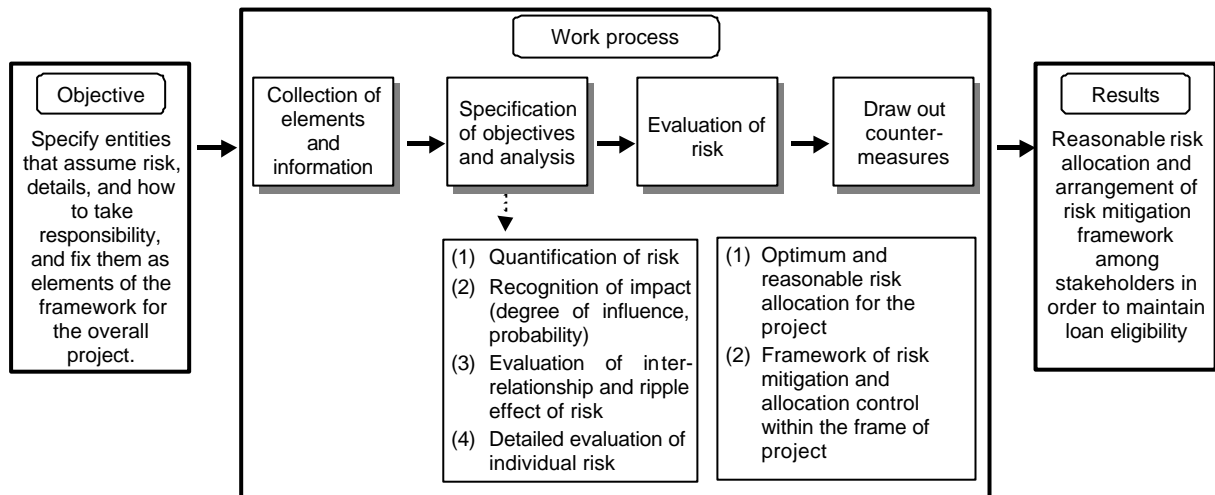 Work process
Objective
Specify entities
that assume risk,
details, and how
to take
responsibility,
and fix them as
elements of the
framework for
the overall
project.
Collection of
elements
and
information
Specification
of objectives
and analysis
Evaluation of
risk
Draw out
counter-
measures
(1) Quantification of risk
(2) Recognition of impact
(degree of influence,
probability)
(3) Evaluation of inter-
relationship and ripple
effect of risk
(4) Detailed evaluation of
individual risk
(1) Optimum and
reasonable risk
allocation for the
project
(2) Framework of risk
mitigation and
allocation control
within the frame of
project
Results
Reasonable risk
allocation and
arrangement of
risk mitigation
framework
among
stakeholders in
order to maintain
loan eligibility